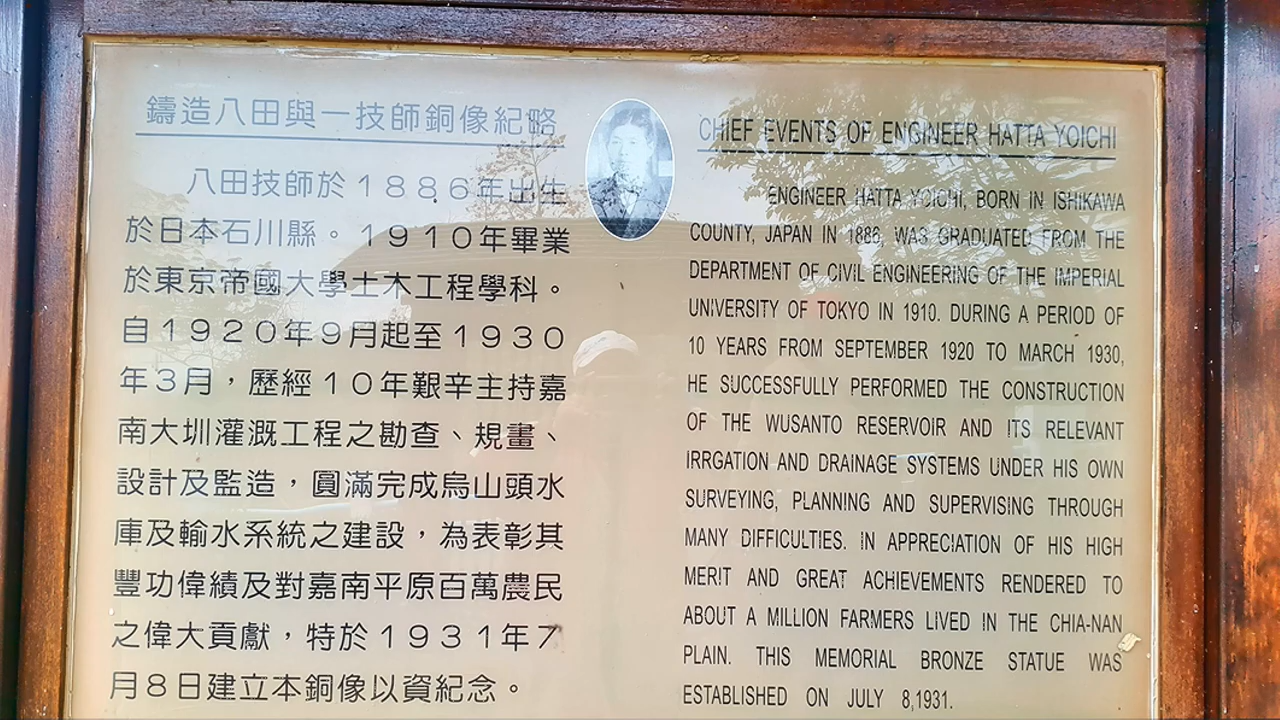 鑄造八田與一技師銅像紀略
八田技師於１８８６年出生
於日本石川縣。１９１０年畢業
於東京帝國大學土木工程學科。
自１９２０年９月起至１９３０
年３月，歷經１０年艱辛主持嘉
南大圳灌溉工程之勘查、規畫、
設計及監造，圓滿完成烏山頭水
庫及輸水系統之建設，為表彰其
豐功偉績及對嘉南平原百萬農民
之偉大貢獻，特於１９３１年７
月８日建立本銅像以資紀念。
CHIEF EVENTS OF ENGINEER HATTA YOICHI
ENGINEER HATTA YOICHI, BORN IN ISHIKAWA
COUNTY, JAPAN IN 1886, WAS GRADUATED FROM THE
DEPARTMENT OF CIVIL ENGINEERING OF THE IMPERIAL
UNIVERSITY OF TOKYO IN 1910. DURING A PERIOD OF
10 YEARS FROM SEPTEMBER 1920 TO MARCH 1930,
HE SUCCESSFULLY PERFORMED THE CONSTRUCTION
OF THE WUSANTO RESERVOIR AND ITS RELEVANT
IRRGATION AND DRAINAGE SYSTEMS UNDER HIS OWN
SURVEYING, PLANNING AND SUPERVISING THROUGH
MANY DIFFICULTIES. IN APPRECIATION OF HIS HIGH
MERIT AND GREAT ACHIEVEMENTS RENDERED TO
ABOUT A MILLION FARMERS LIVED IN THE CHIA-NAN
PLAIN. THIS MEMORIAL BRONZE STATUE WAS
ESTABLISHED ON JULY 8,1931.